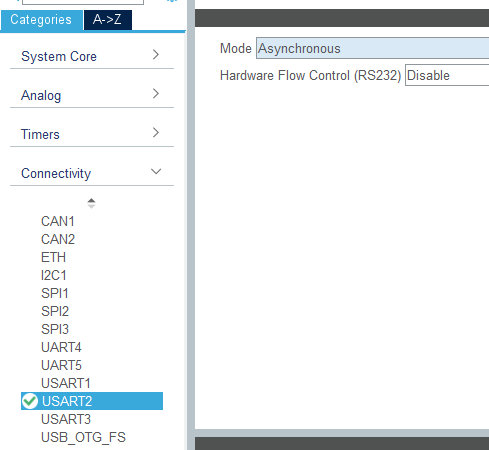 Categories A->Z
System Core
Analog
Timers
Connectivity
CAN1
CAN2
ETH
I2C1
SPI1
SPI2
SPI3
UART4
UART5
USART1
USART2
USART3
USB_OTG_FS
Mode Asynchronous
Hardware Flow Control (RS232) Disable